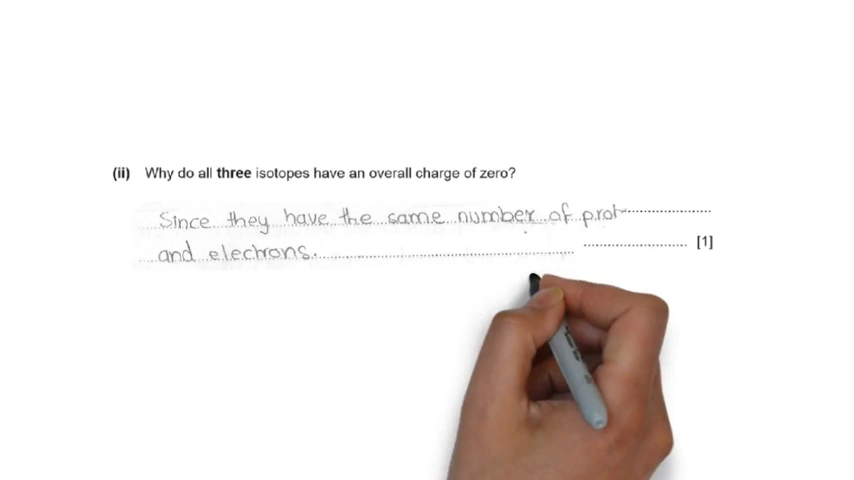 (ii) Why do all three isotopes have an overall charge of zero?
Since they have the same number of prot
and electrons.
[1]